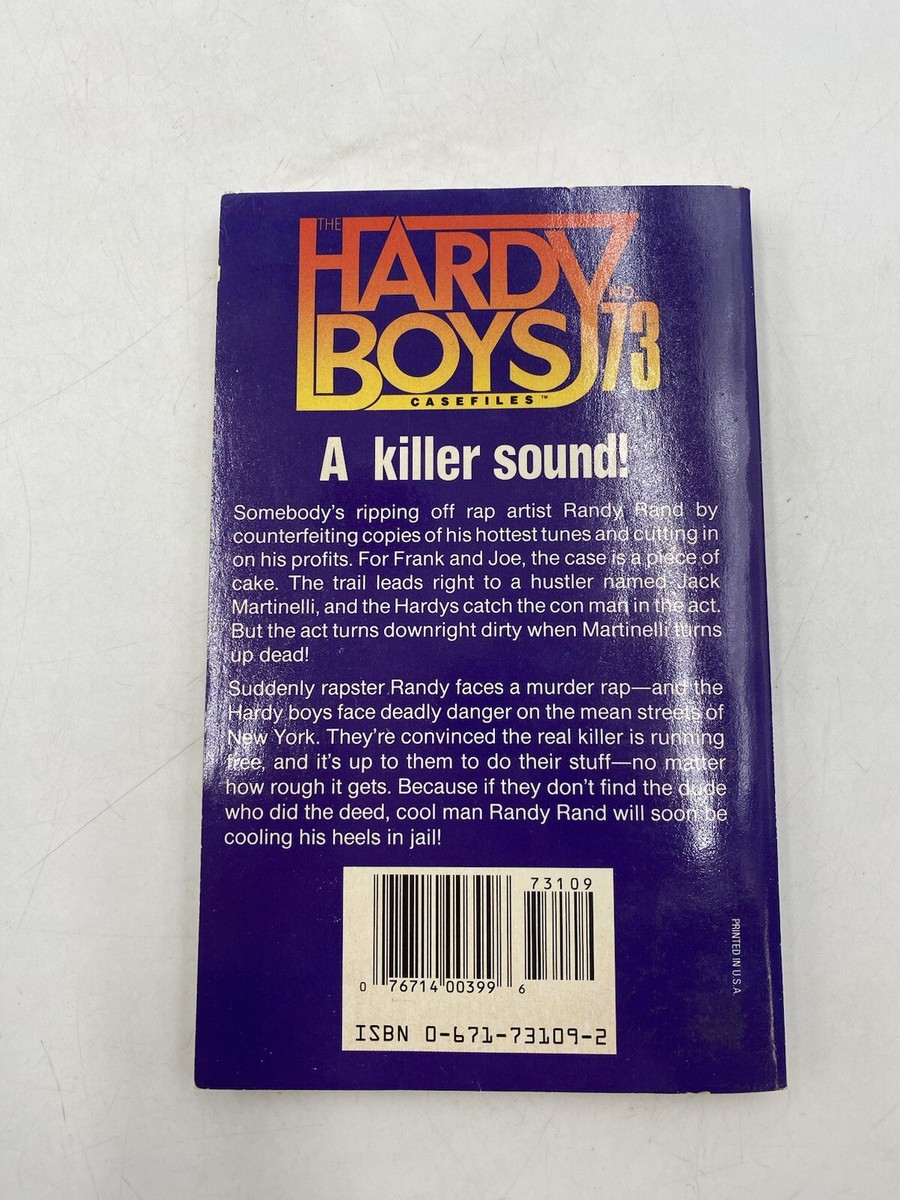 THE
HARDY
NO.
BOYS 73
CASEFILES™
A killer sound!
Somebody's ripping off rap artist Randy Rand by
counterfeiting copies of his hottest tunes and cutting in
on his profits. For Frank and Joe, the case is a piece of
cake. The trail leads right to a hustler named Jack
Martinelli, and the Hardys catch the con man in the act.
But the act turns downright dirty when Martinelli turns
up dead!
Suddenly rapster Randy faces a murder rap—and the
Hardy boys face deadly danger on the mean streets of
New York. They're convinced the real killer is running
free, and it's up to them to do their stuff—no matter
how rough it gets. Because if they don't find the dude
who did the deed, cool man Randy Rand will soon be
cooling his heels in jail!
73109
0 76714 00399 6
ISBN 0-671-73109-2
PRINTED IN U.S.A.